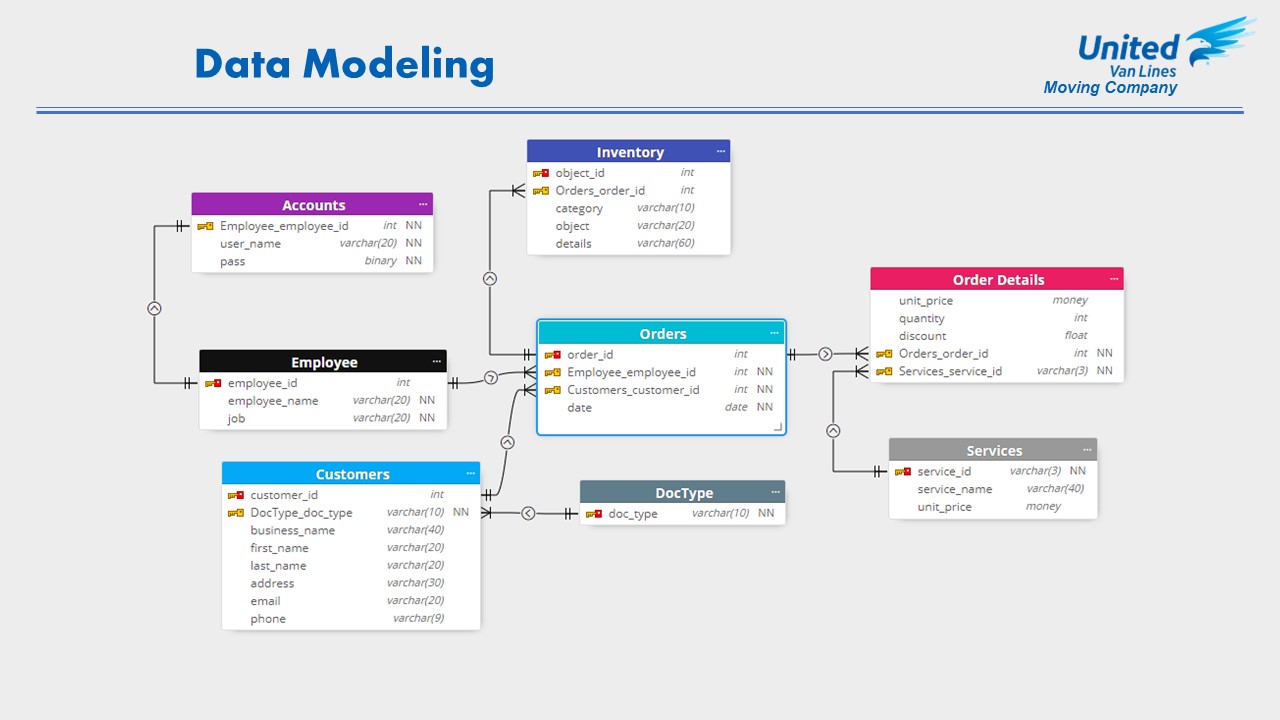 Data Modeling
United
Van Lines
Moving Company
Inventory ...
object_id int
Orders_order_id int
category varchar(10)
object varchar(20)
details varchar(60)
Accounts ...
Employee_employee_id int NN
user_name varchar(20) NN
pass binary NN
Order Details ...
unit_price money
quantity int
discount float
Orders_order_id int NN
Services_service_id varchar(3) NN
Orders ...
order_id int
Employee_employee_id int NN
Customers_customer_id int NN
date date NN
Employee ...
employee_id int
employee_name varchar(20) NN
job varchar(20) NN
Services ...
service_id varchar(3) NN
service_name varchar(40)
unit_price money
Customers ...
customer_id int
DocType_doc_type varchar(10) NN
business_name varchar(40)
first_name varchar(20)
last_name varchar(20)
address varchar(30)
email varchar(20)
phone varchar(9)
DocType ...
doc_type varchar(10) NN